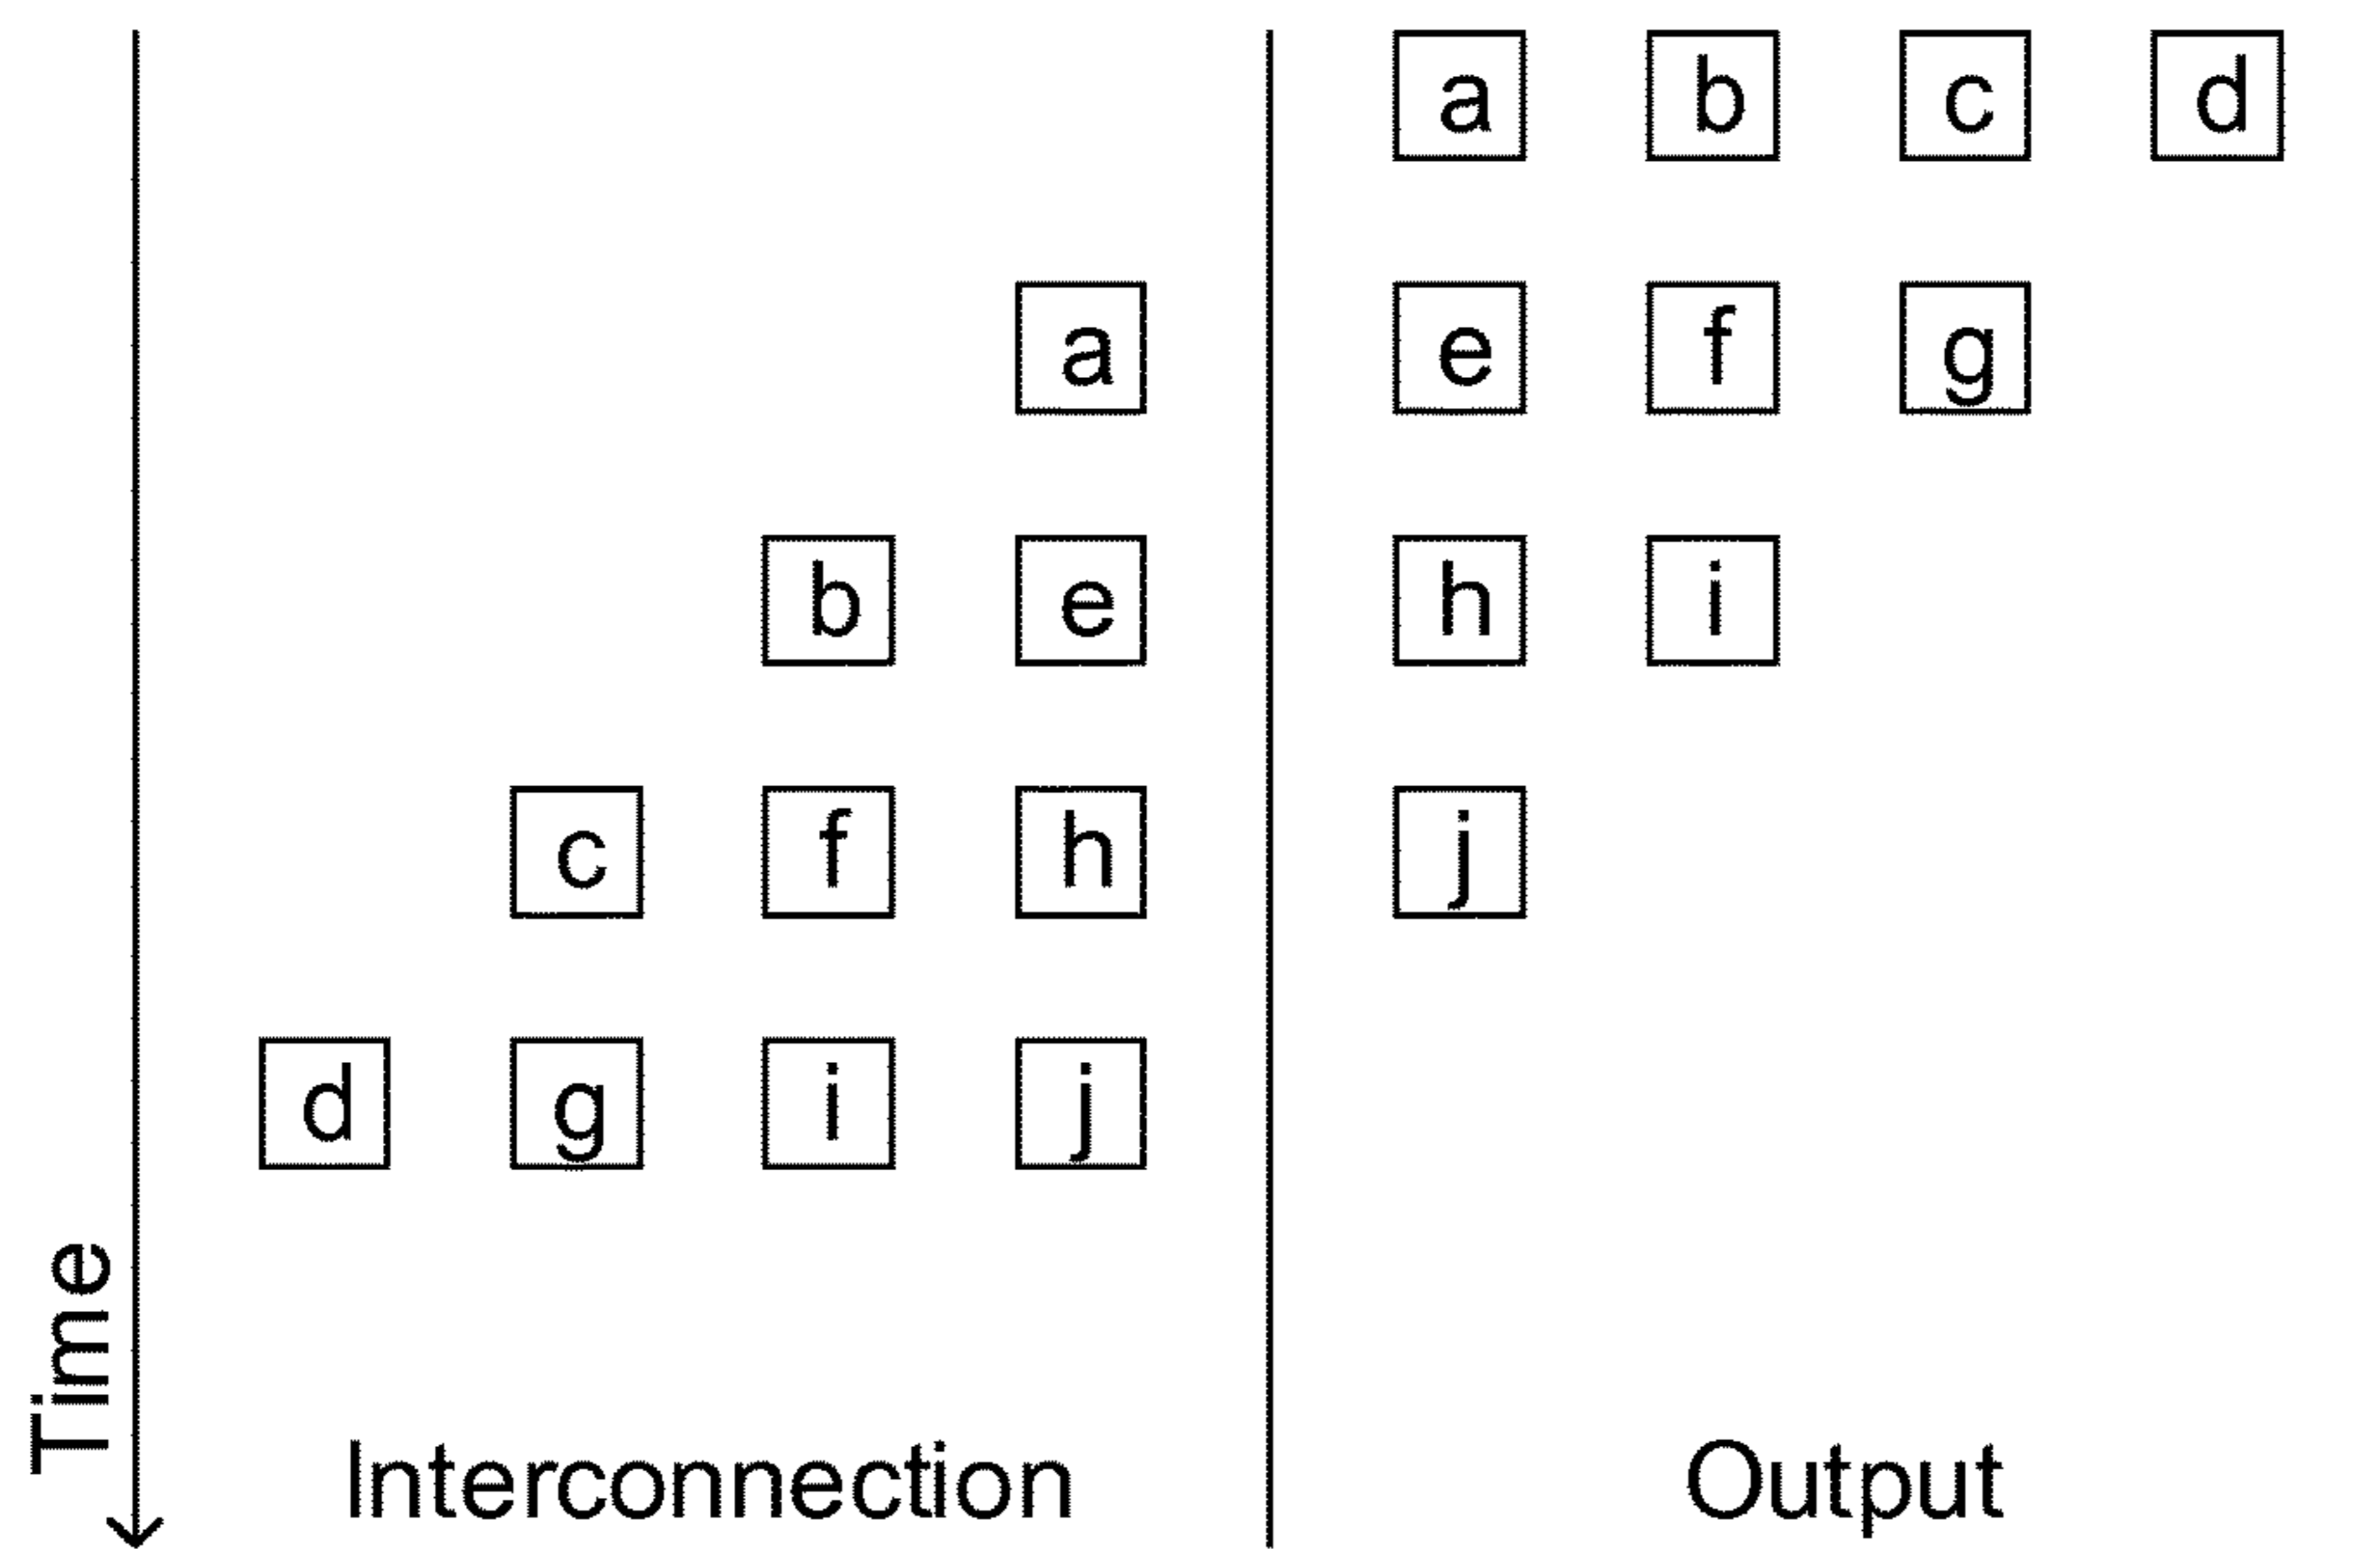 a b c d
a e f g
b e h i
c f h j
d g i j
Time
Interconnection Output